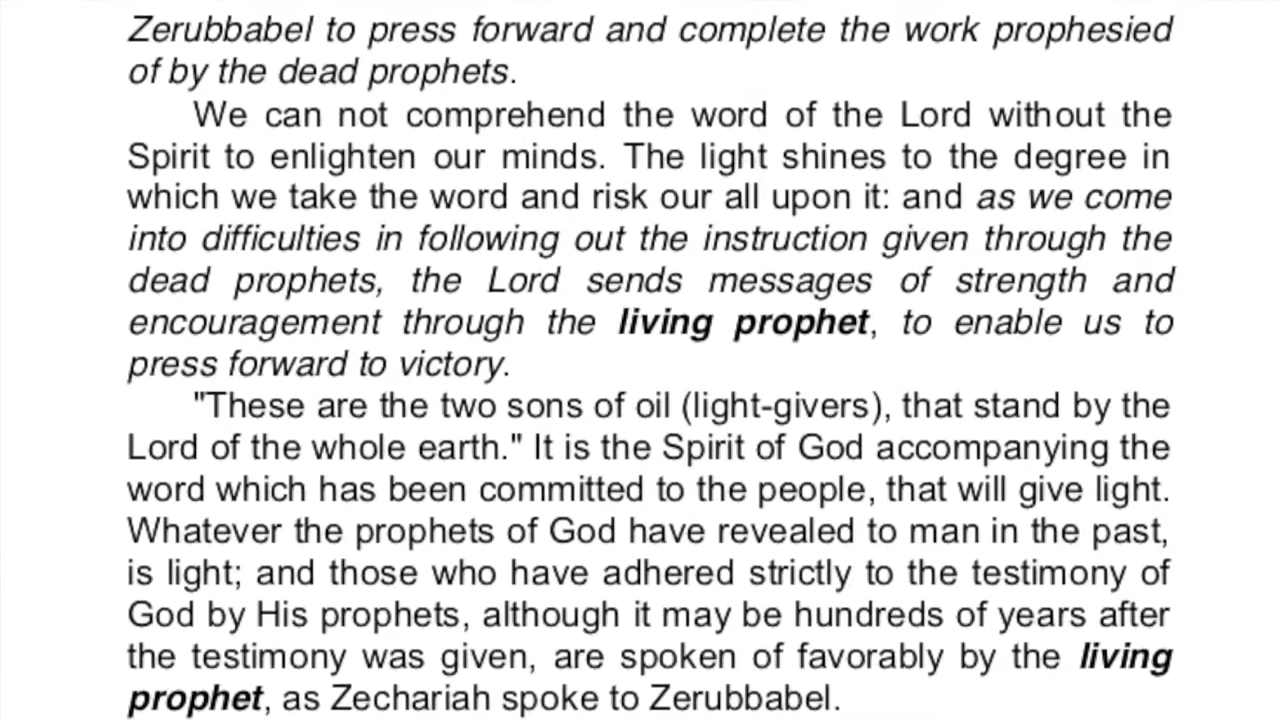 Zerubbabel to press forward and complete the work prophesied
of by the dead prophets.
We can not comprehend the word of the Lord without the
Spirit to enlighten our minds. The light shines to the degree in
which we take the word and risk our all upon it: and as we come
into difficulties in following out the instruction given through the
dead prophets, the Lord sends messages of strength and
encouragement through the living prophet, to enable us to
press forward to victory.
"These are the two sons of oil (light-givers), that stand by the
Lord of the whole earth." It is the Spirit of God accompanying the
word which has been committed to the people, that will give light.
Whatever the prophets of God have revealed to man in the past,
is light; and those who have adhered strictly to the testimony of
God by His prophets, although it may be hundreds of years after
the testimony was given, are spoken of favorably by the living
prophet, as Zechariah spoke to Zerubbabel.